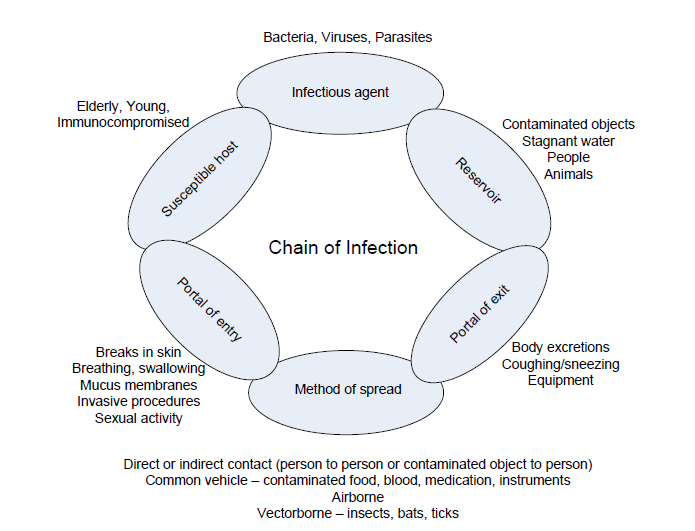 Bacteria, Viruses, Parasites
Infectious agent
Elderly, Young,
Immunocompromised
Susceptible host
Contaminated objects
Stagnant water
People
Animals
Reservoir
Chain of Infection
Portal of entry
Portal of exit
Breaks in skin
Breathing, swallowing
Mucus membranes
Invasive procedures
Sexual activity
Body excretions
Coughing/sneezing
Equipment
Method of spread
Direct or indirect contact (person to person or contaminated object to person)
Common vehicle – contaminated food, blood, medication, instruments
Airborne
Vectorborne – insects, bats, ticks